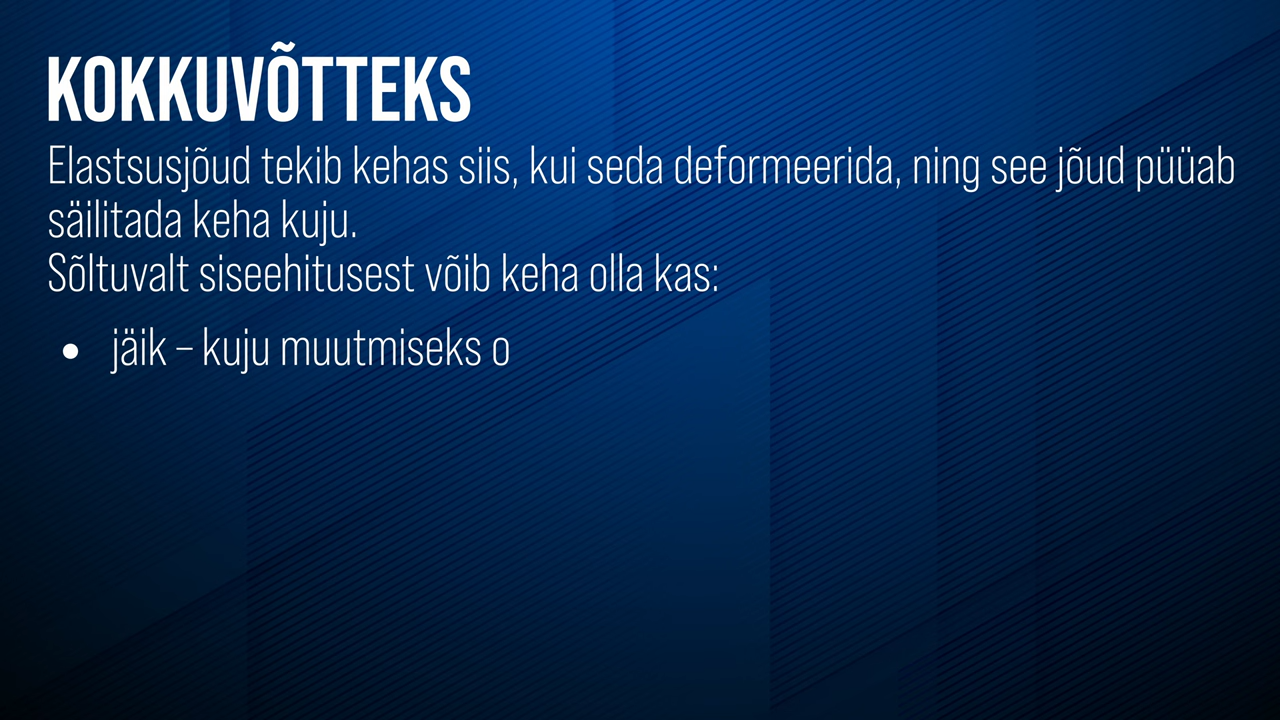 KOKKUVÕTTEKS
Elastsusjõud tekib kehas siis, kui seda deformeerida, ning see jõud püüab
säilitada keha kuju.
Sõltuvalt siseehitusest võib keha olla kas:
• jäik – kuju muutmiseks o